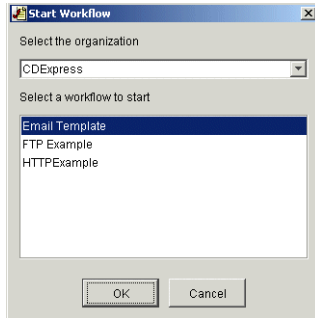 Start Workflow
Select the organization
CDExpress
Select a workflow to start
Email Template
FTP Example
HTTPExample
OK Cancel